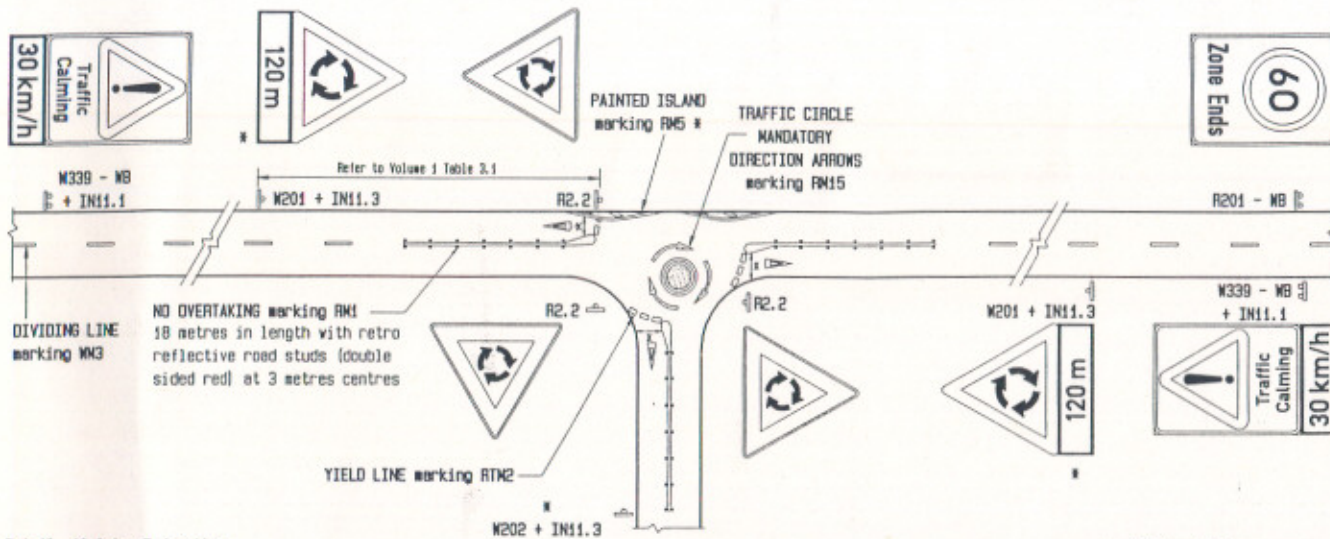 30 km/h
Traffic
Calming
120 m
PAINTED ISLAND
marking RM5 *
TRAFFIC CIRCLE
MANDATORY
DIRECTION ARROWS
marking RM15
60
Zone Ends
Refer to Volume 1 Table 3.1
W339 - WB
+ IN11.1
W201 + IN11.3
R2.2
R201 - WB
DIVIDING LINE
marking WM3
NO OVERTAKING marking RM1
18 metres in length with retro
reflective road studs (double
sided red) at 3 metres centres
R2.2
R2.2
W201 + IN11.3
W339 - WB
+ IN11.1
120 m
Traffic
Calming
30 km/h
YIELD LINE marking RTM2
*
W202 + IN11.3